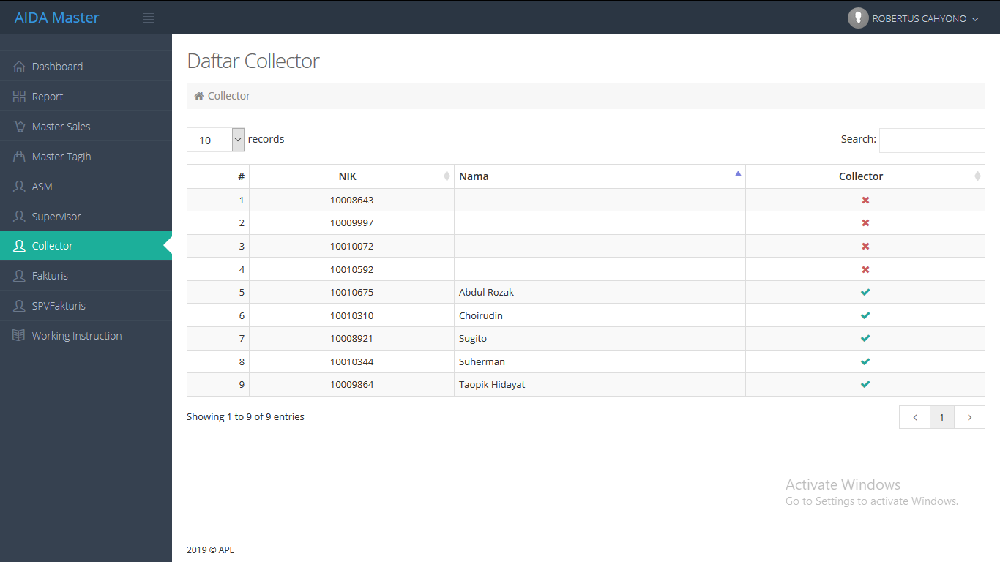 AIDA Master
ROBERTUS CAHYONO
Dashboard
Report
Master Sales
Master Tagih
ASM
Supervisor
Collector
Fakturis
SPVFakturis
Working Instruction
Daftar Collector
Collector
10 records
Search:
# NIK Nama Collector
1 10008643
2 10009997
3 10010072
4 10010592
5 10010675 Abdul Rozak
6 10010310 Choirudin
7 10008921 Sugito
8 10010344 Suherman
9 10009864 Taopik Hidayat
Showing 1 to 9 of 9 entries
1
Activate Windows
Go to Settings to activate Windows.
2019 © APL